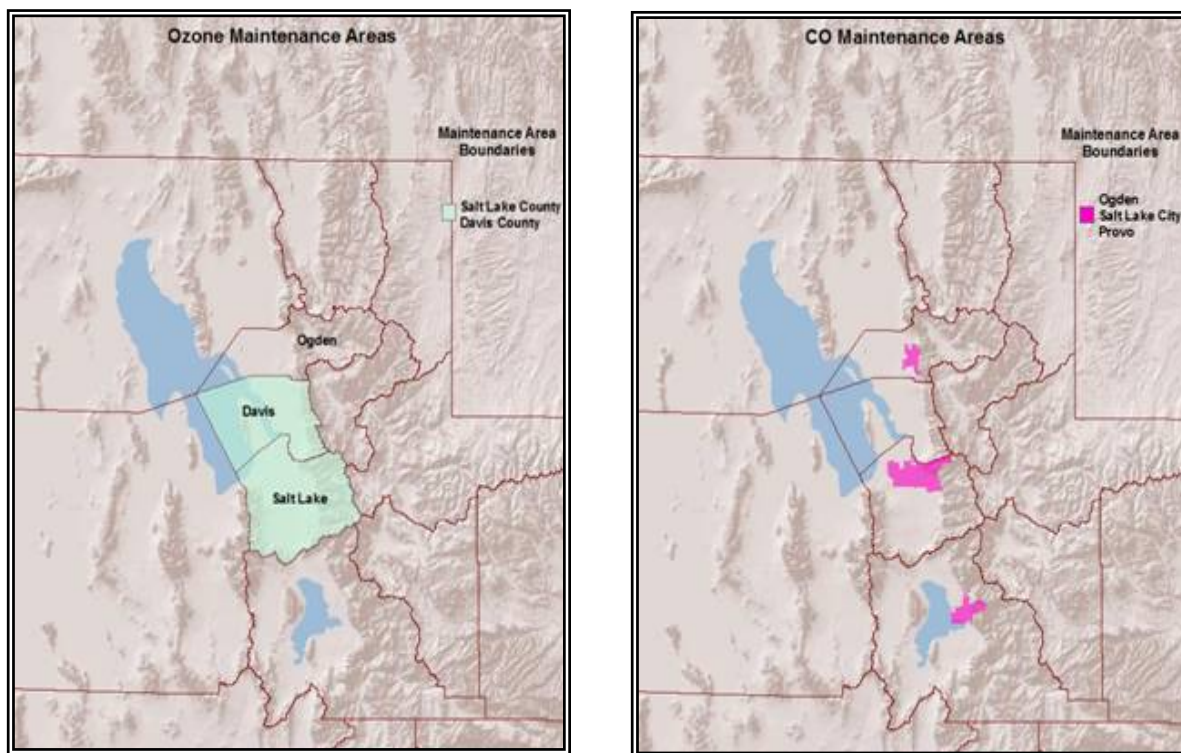 Ozone Maintenance Areas
Maintenance Area
Boundaries
Salt Lake County
Davis County
Ogden
Davis
Salt Lake
CO Maintenance Areas
Maintenance Area
Boundaries
Ogden
Salt Lake City
Provo